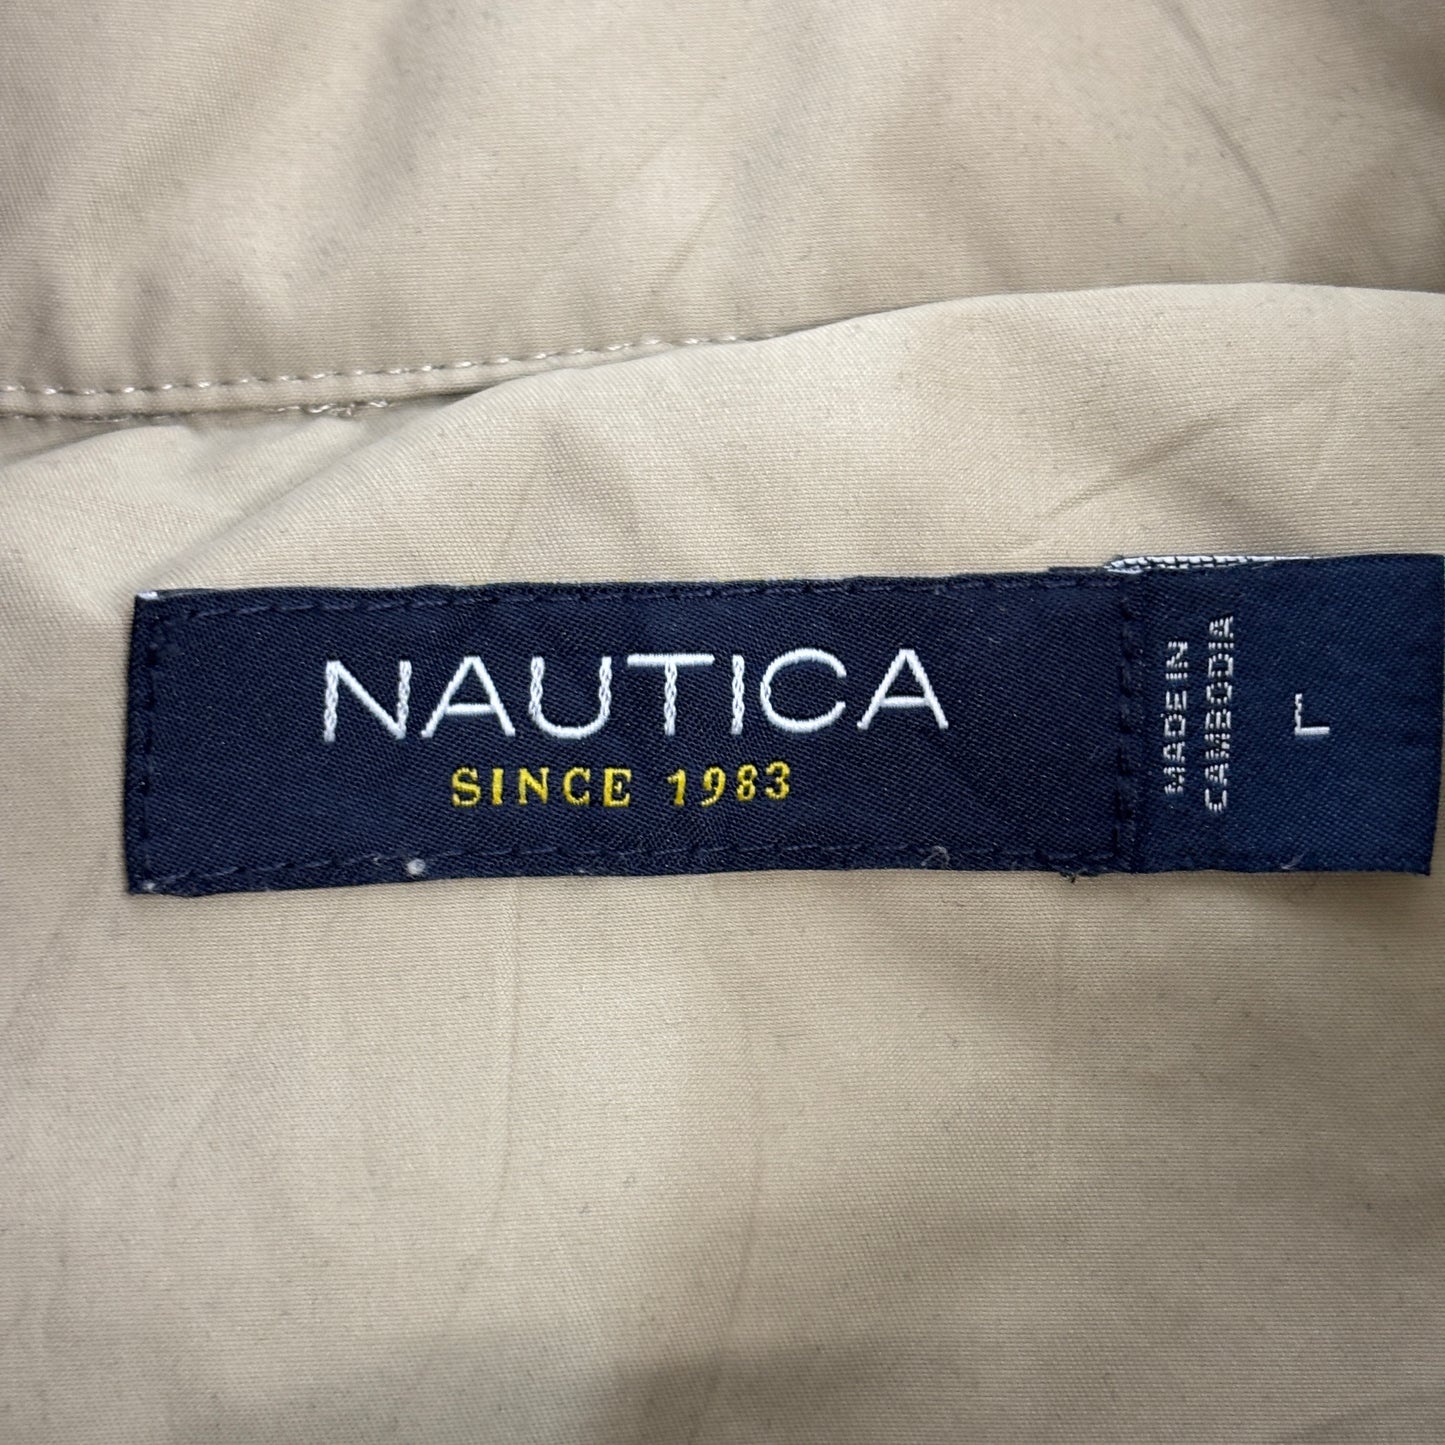 NAUTICA
SINCE 1983
MADE IN
CAMBODIA
L